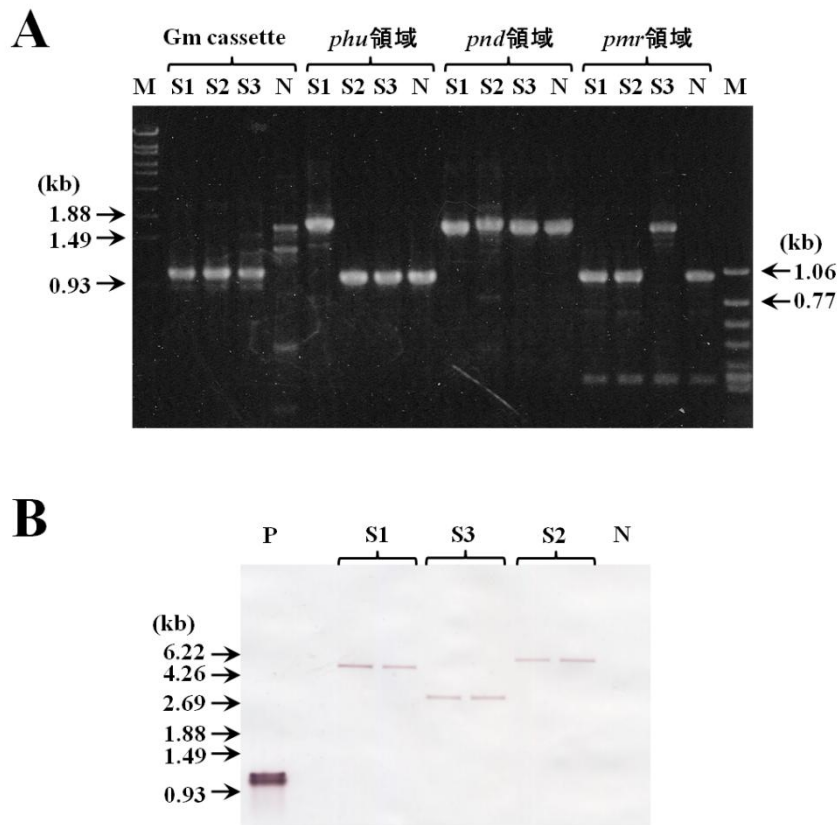 A
Gm cassette phu領域 pnd領域 pmr領域
M S1 S2 S3 N S1 S2 S3 N S1 S2 S3 N S1 S2 S3 N M
(kb)
1.88
1.49
0.93
(kb)
1.06
0.77
B
P S1 S3 S2 N
(kb)
6.22
4.26
2.69
1.88
1.49
0.93